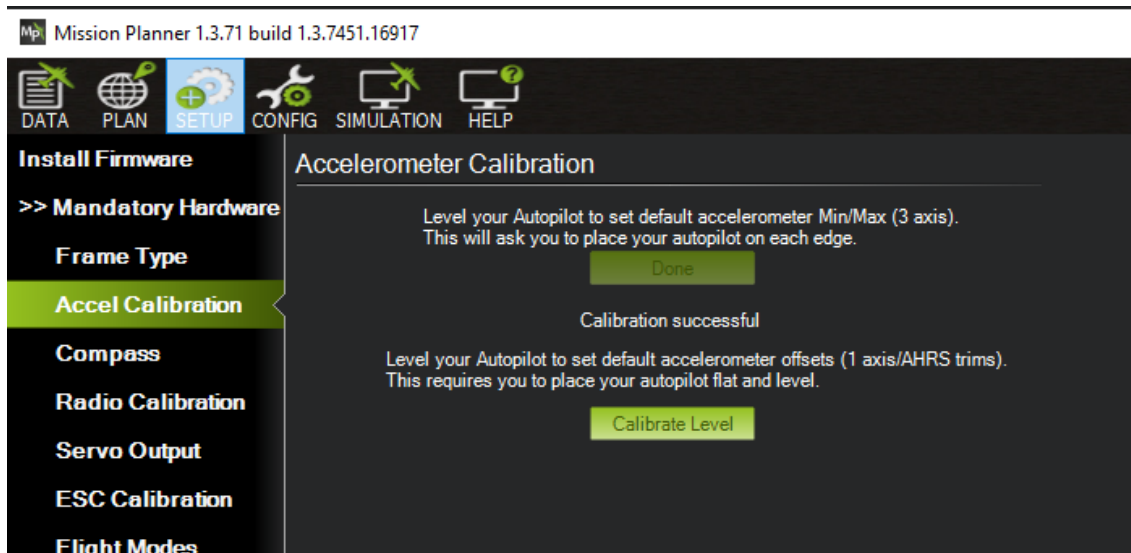 Mp Mission Planner 1.3.71 build 1.3.7451.16917
DATA PLAN SETUP CONFIG SIMULATION HELP
Install Firmware
>> Mandatory Hardware
Frame Type
Accel Calibration
Compass
Radio Calibration
Servo Output
ESC Calibration
Flight Modes
Accelerometer Calibration
Level your Autopilot to set default accelerometer Min/Max (3 axis).
This will ask you to place your autopilot on each edge.
Done
Calibration successful
Level your Autopilot to set default accelerometer offsets (1 axis/AHRS trims).
This requires you to place your autopilot flat and level.
Calibrate Level